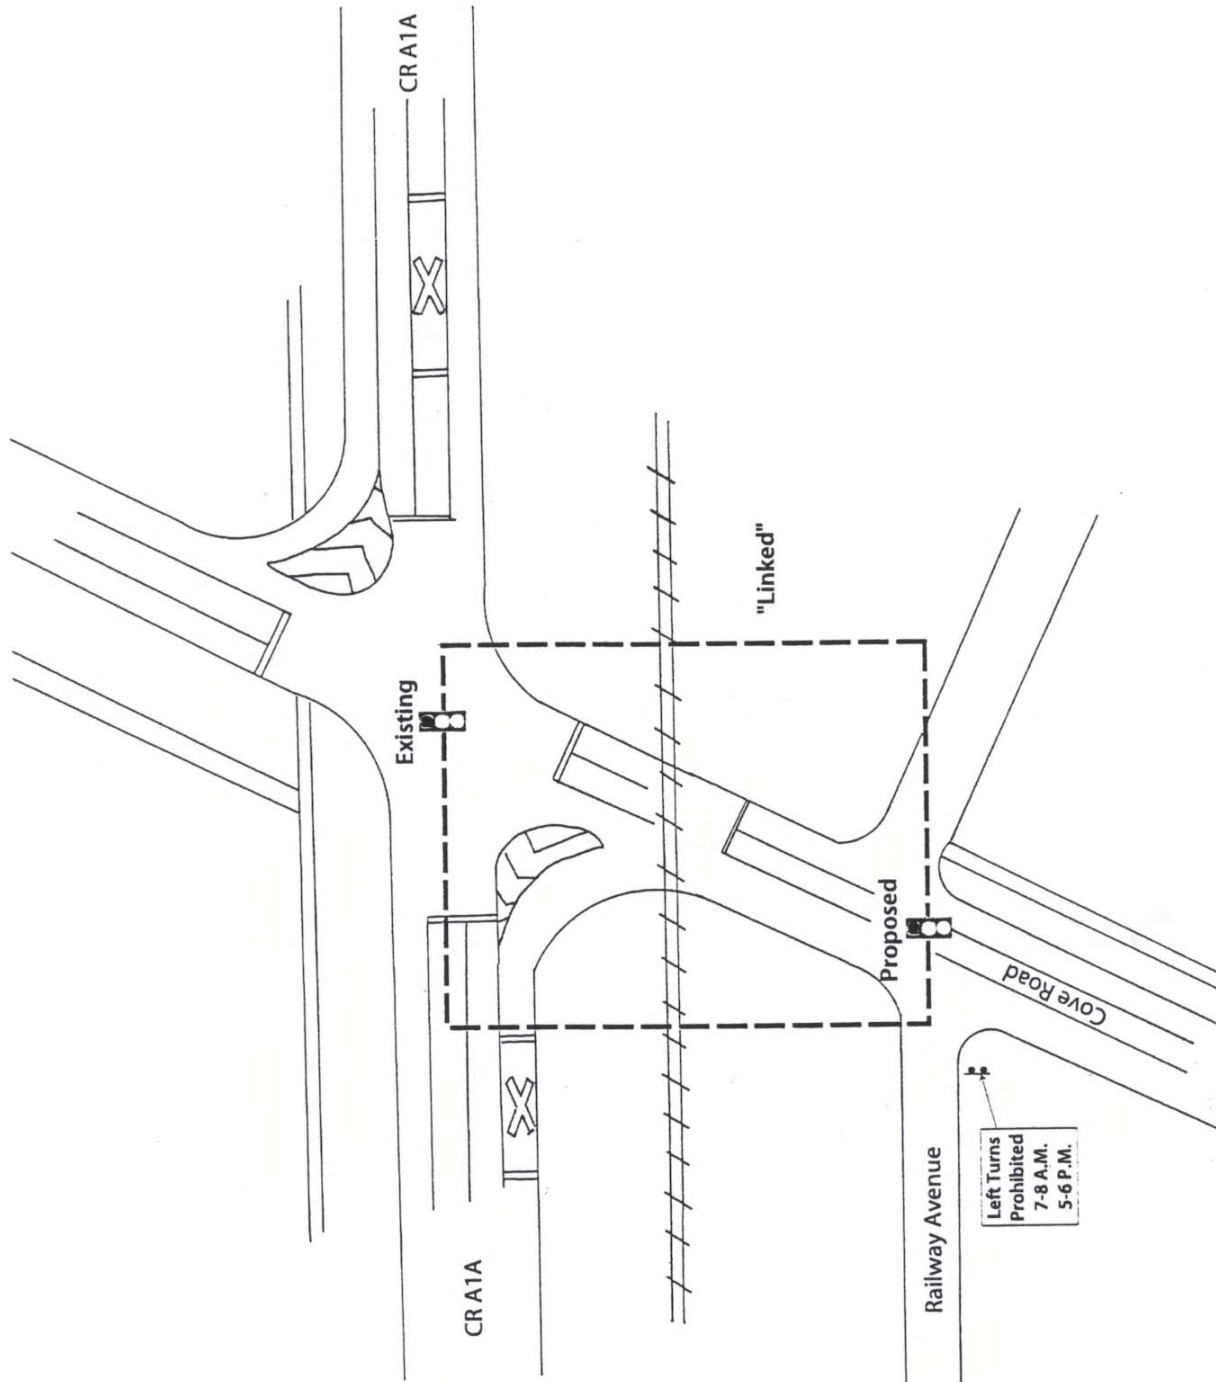 CR A1A
Existing
"Linked"
Proposed
Cove Road
CR A1A
Railway Avenue
Left Turns
Prohibited
7-8 A.M.
5-6 P.M.